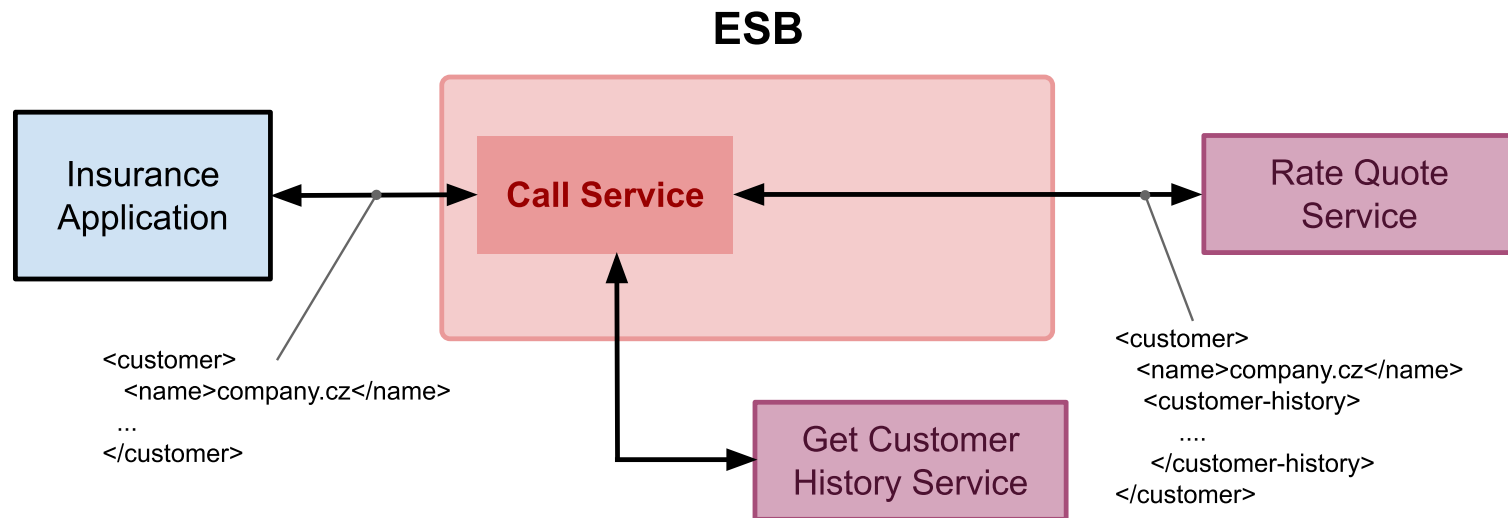 ESB
Insurance
Application
Call Service
Rate Quote
Service
<customer>
<name>company.cz</name>
...
</customer>
Get Customer
History Service
<customer>
<name>company.cz</name>
<customer-history>
....
</customer-history>
</customer>